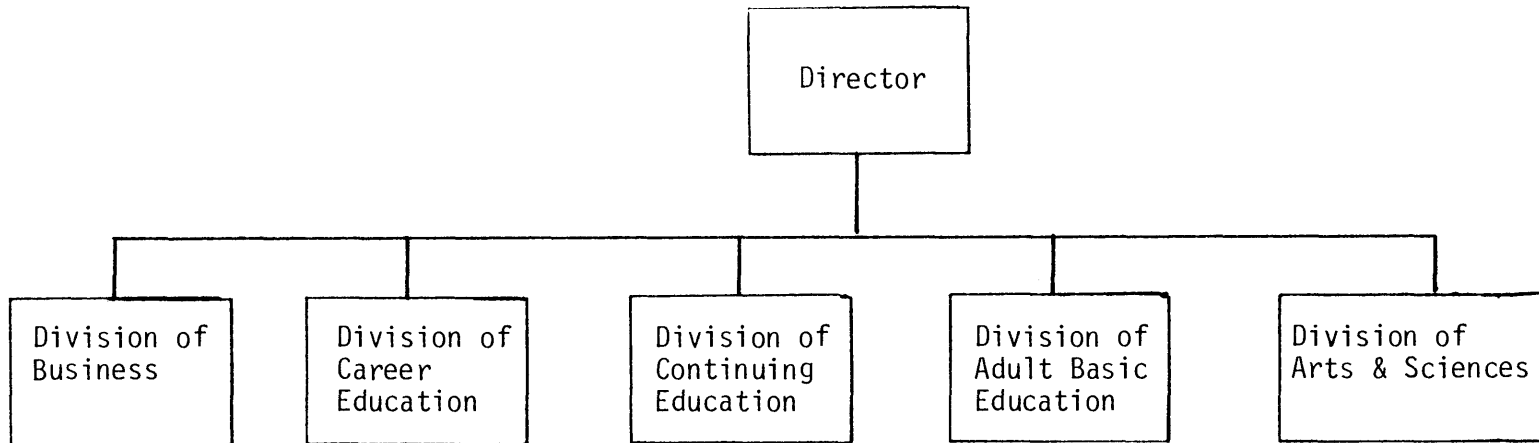 Director
Division of
Business
Division of
Career
Education
Division of
Continuing
Education
Division of
Adult Basic
Education
Division of
Arts & Sciences